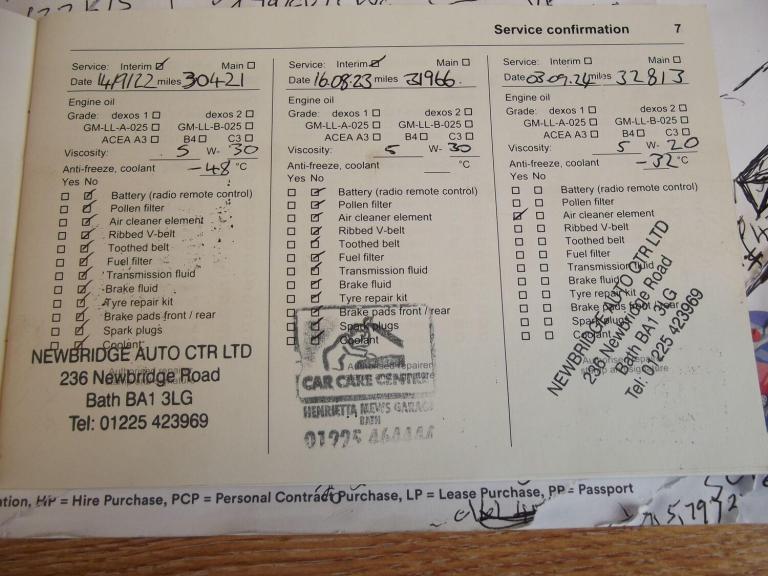 Service confirmation 7
Service: Interim Main
Date 14/9/22 miles 30421
Engine oil
Grade: dexos 1 dexos 2
GM-LL-A-025 GM-LL-B-025
ACEA A3 B4 C3
Viscosity: 5 W- 30
Anti-freeze, coolant -48 °C
Yes No
Battery (radio remote control)
Pollen filter
Air cleaner element
Ribbed V-belt
Toothed belt
Fuel filter
Transmission fluid
Brake fluid
Tyre repair kit
Brake pads front / rear
Spark plugs
Coolant
NEWBRIDGE AUTO CTR LTD
236 Newbridge Road
Bath BA1 3LG
Tel: 01225 423969
Service: Interim Main
Date 16.08.23 miles 31966.
Engine oil
Grade: dexos 1 dexos 2
GM-LL-A-025 GM-LL-B-025
ACEA A3 B4 C3
Viscosity: 5 W- 30
Anti-freeze, coolant °C
Yes No
Battery (radio remote control)
Pollen filter
Air cleaner element
Ribbed V-belt
Toothed belt
Fuel filter
Transmission fluid
Brake fluid
Tyre repair kit
Brake pads front / rear
Spark plugs
Coolant
Authorised repairer
CAR CARE CENTRE
HENRIETTA MEWS GARAGE
BATH
Service: Interim Main
Date 03.09.24 miles 32813
Engine oil
Grade: dexos 1 dexos 2
GM-LL-A-025 GM-LL-B-025
ACEA A3 B4 C3
Viscosity: 5 W- 20
Anti-freeze, coolant -32 °C
Yes No
Battery (radio remote control)
Pollen filter
Air cleaner element
Ribbed V-belt
Toothed belt
Fuel filter
Transmission fluid
Brake fluid
Tyre repair kit
Brake pads front / rear
Spark plugs
Coolant
NEWBRIDGE AUTO CTR LTD
236 Newbridge Road
Bath BA1 3LG
Tel: 01225 423969
HP = Hire Purchase, PCP = Personal Contract Purchase, LP = Lease Purchase, PP = Passport